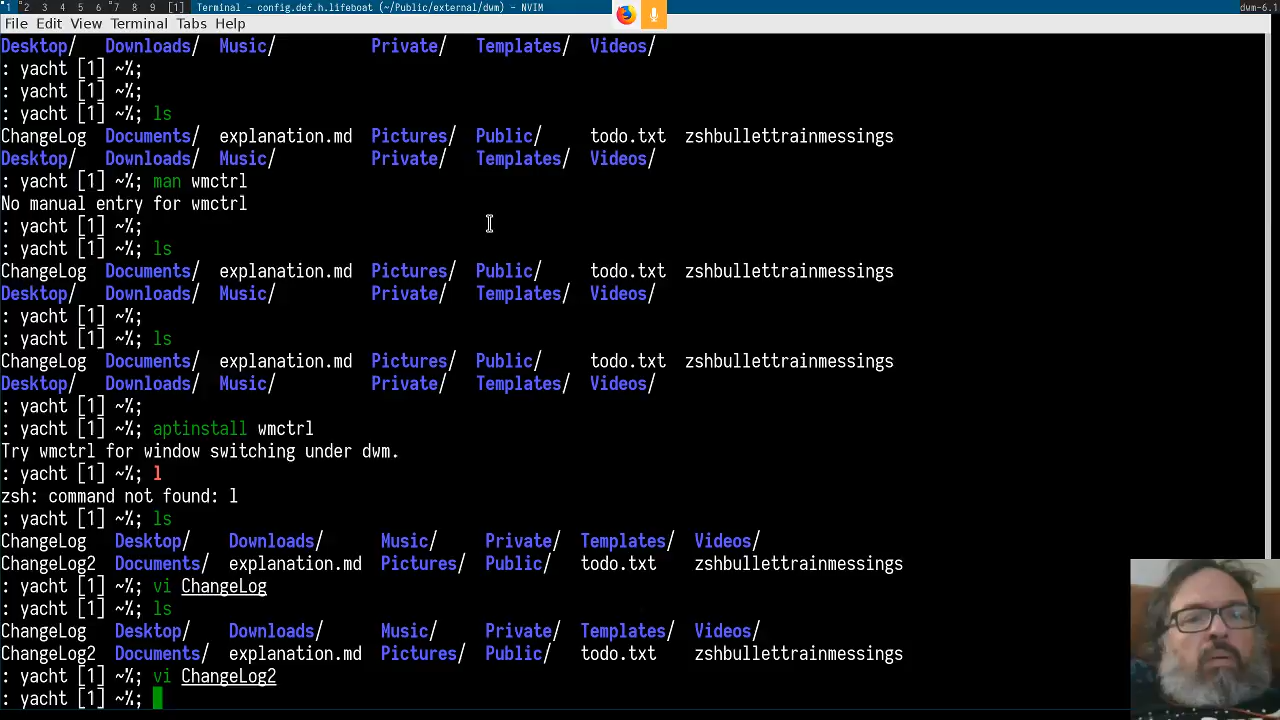 1 2 3 4 5 6 7 8 9 [1] Terminal - config.def.h.lifeboat (~/Public/external/dwm) - NVIM dwm-6.1
File Edit View Terminal Tabs Help
Desktop/ Downloads/ Music/ Private/ Templates/ Videos/
: yacht [1] ~%;
: yacht [1] ~%;
: yacht [1] ~%; ls
ChangeLog Documents/ explanation.md Pictures/ Public/ todo.txt zshbullettrainmessings
Desktop/ Downloads/ Music/ Private/ Templates/ Videos/
: yacht [1] ~%; man wmctrl
No manual entry for wmctrl
: yacht [1] ~%;
: yacht [1] ~%; ls
ChangeLog Documents/ explanation.md Pictures/ Public/ todo.txt zshbullettrainmessings
Desktop/ Downloads/ Music/ Private/ Templates/ Videos/
: yacht [1] ~%;
: yacht [1] ~%; ls
ChangeLog Documents/ explanation.md Pictures/ Public/ todo.txt zshbullettrainmessings
Desktop/ Downloads/ Music/ Private/ Templates/ Videos/
: yacht [1] ~%;
: yacht [1] ~%; aptinstall wmctrl
Try wmctrl for window switching under dwm.
: yacht [1] ~%; l
zsh: command not found: l
: yacht [1] ~%; ls
ChangeLog Desktop/ Downloads/ Music/ Private/ Templates/ Videos/
ChangeLog2 Documents/ explanation.md Pictures/ Public/ todo.txt zshbullettrainmessings
: yacht [1] ~%; vi ChangeLog
: yacht [1] ~%; ls
ChangeLog Desktop/ Downloads/ Music/ Private/ Templates/ Videos/
ChangeLog2 Documents/ explanation.md Pictures/ Public/ todo.txt zshbullettrainmessings
: yacht [1] ~%; vi ChangeLog2
: yacht [1] ~%;